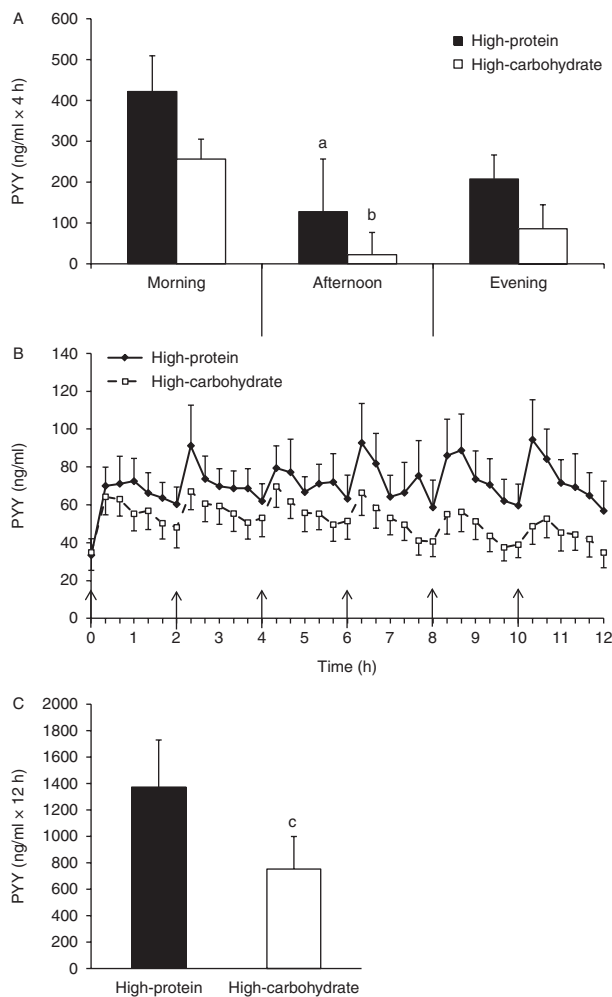 A
PYY (ng/ml × 4 h)
600
500
400
300
200
100
0
High-protein
High-carbohydrate
a
b
Morning
Afternoon
Evening
B
PYY (ng/ml)
140
120
100
80
60
40
20
0
High-protein
High-carbohydrate
0 1 2 3 4 5 6 7 8 9 10 11 12
Time (h)
C
PYY (ng/ml × 12 h)
2000
1800
1600
1400
1200
1000
800
600
400
200
0
c
High-protein
High-carbohydrate